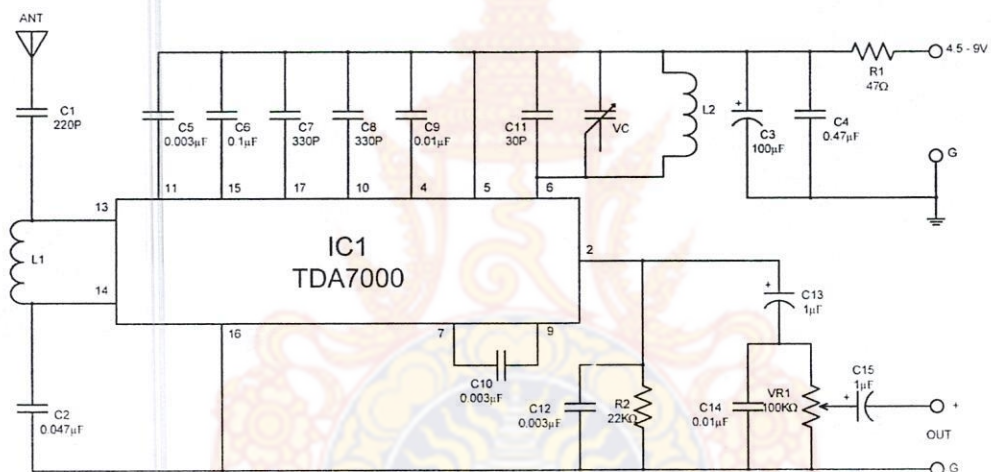 ANT
4.5 - 9V
R1
47Ω
C1
220P
C5
0.003µF
C6
0.1µF
C7
330P
C8
330P
C9
0.01µF
C11
30P
VC
L2
+
C3
100µF
C4
0.47µF
G
11
15
17
10
4
5
6
13
L1
14
IC1
TDA7000
2
16
7
9
+
C13
1µF
C10
0.003µF
C2
0.047µF
C12
0.003µF
R2
22KΩ
C14
0.01µF
VR1
100KΩ
C15
1µF
+
+
OUT
G